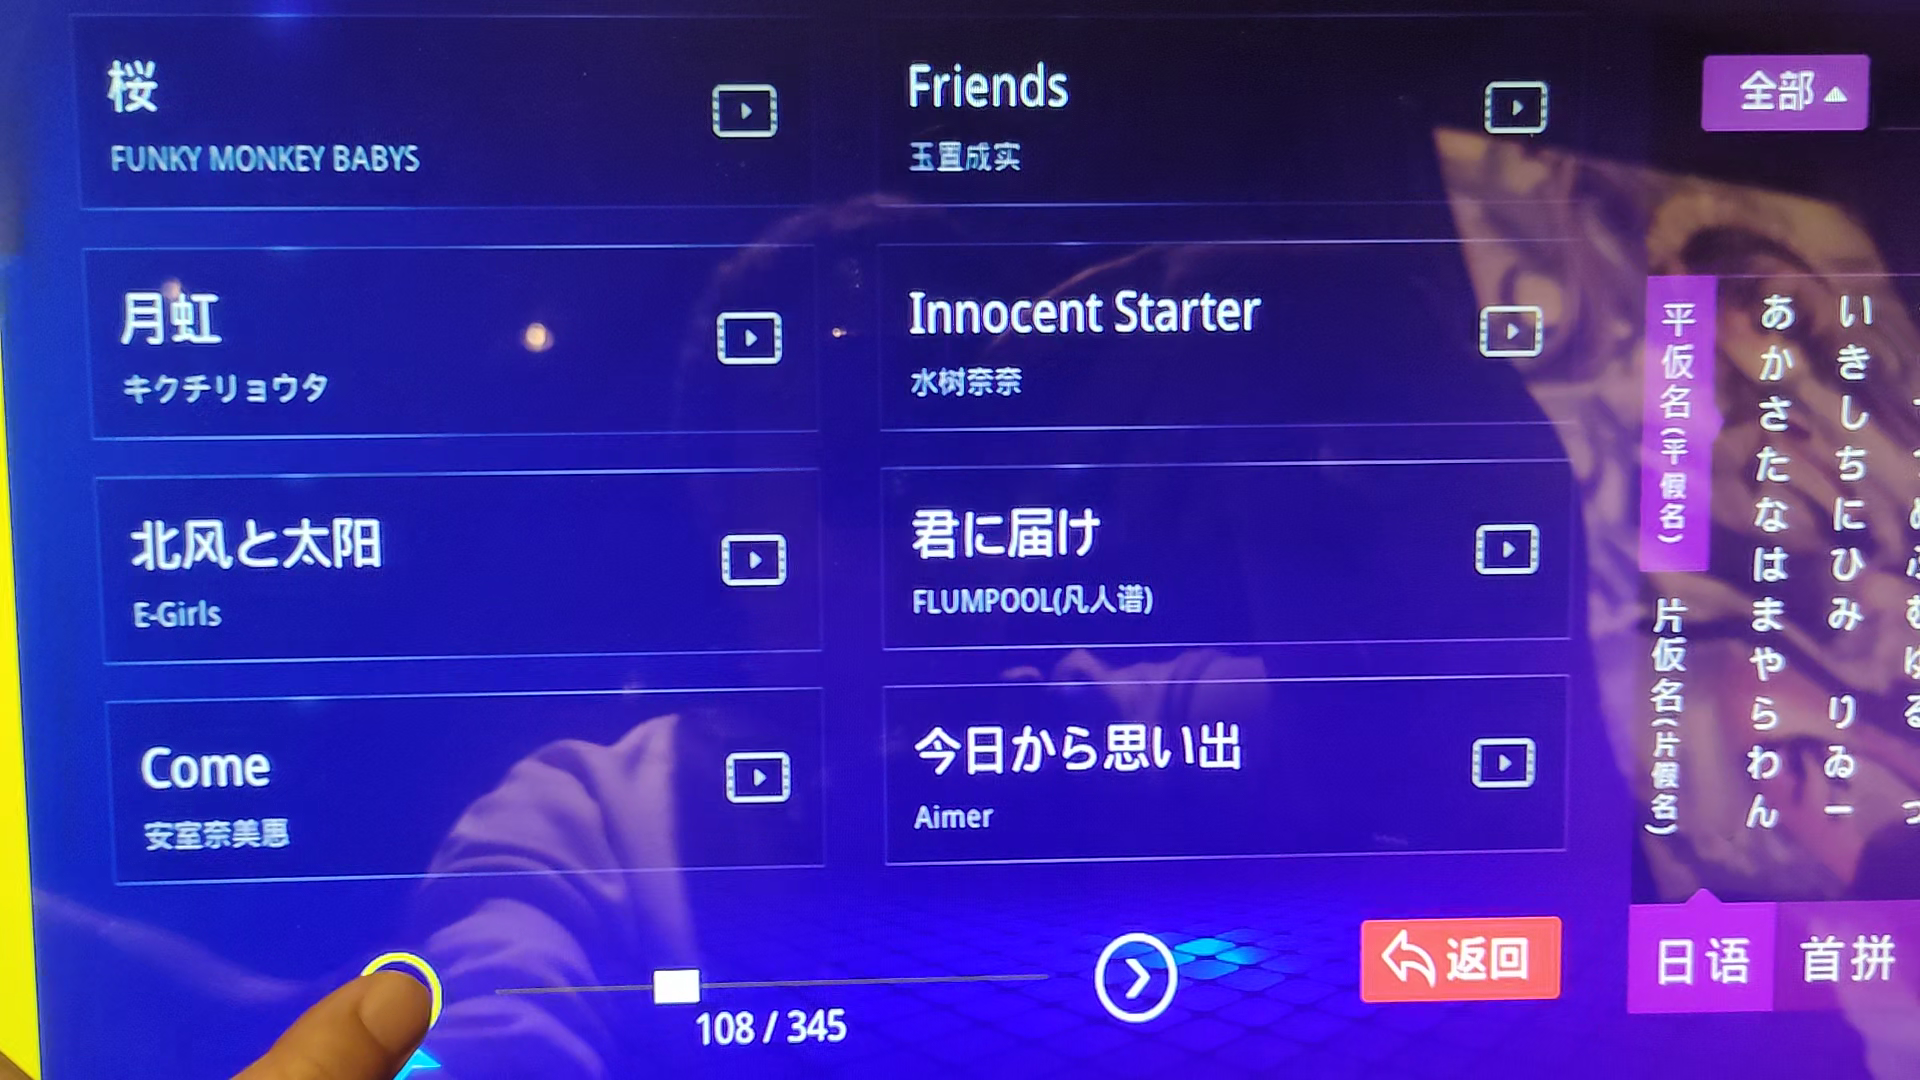 桜
FUNKY MONKEY BABYS
Friends
玉置成实
月虹
キクチリョウタ
Innocent Starter
水树奈奈
北风と太阳
E-Girls
君に届け
FLUMPOOL(凡人谱)
Come
安室奈美恵
今日から思い出
Aimer
108 / 345
返回
全部
平仮名(平假名)
片仮名(片假名)
あかさたなはまやらわん
いきしちにひみ りゐー
日语
首拼